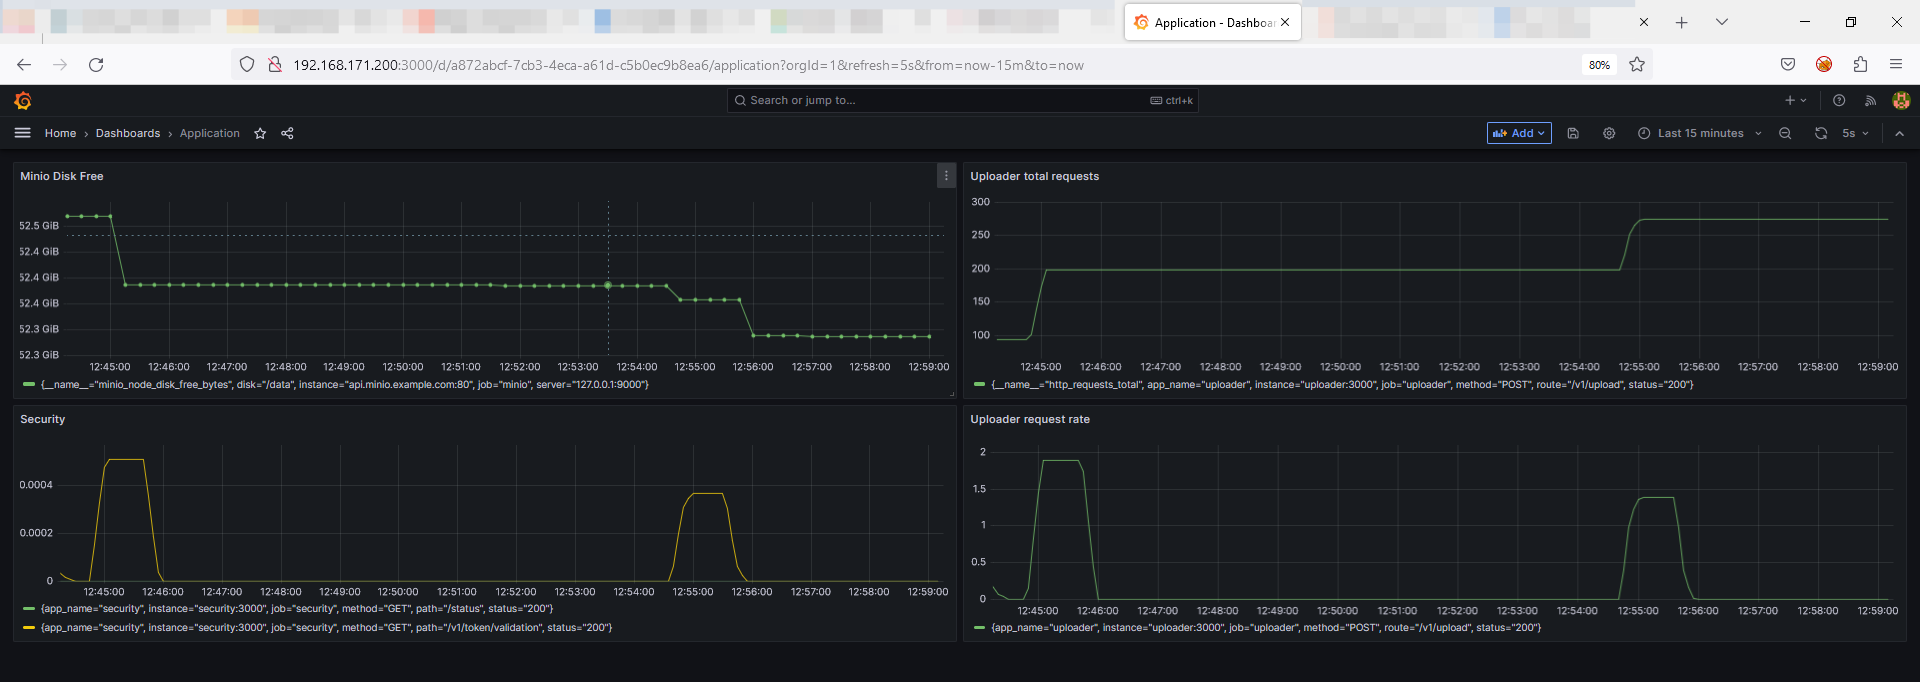 Application - Dashboar
192.168.171.200:3000/d/a872abcf-7cb3-4eca-a61d-c5b0ec9b8ea6/application?orgId=1&refresh=5s&from=now-15m&to=now
80%
Search or jump to...
ctrl+k
Home › Dashboards › Application
Add
Last 15 minutes
5s
Minio Disk Free
52.5 GiB
52.4 GiB
52.4 GiB
52.4 GiB
52.3 GiB
52.3 GiB
12:45:00 12:46:00 12:47:00 12:48:00 12:49:00 12:50:00 12:51:00 12:52:00 12:53:00 12:54:00 12:55:00 12:56:00 12:57:00 12:58:00 12:59:00
{__name__="minio_node_disk_free_bytes", disk="/data", instance="api.minio.example.com:80", job="minio", server="127.0.0.1:9000"}
Uploader total requests
300
250
200
150
100
12:45:00 12:46:00 12:47:00 12:48:00 12:49:00 12:50:00 12:51:00 12:52:00 12:53:00 12:54:00 12:55:00 12:56:00 12:57:00 12:58:00 12:59:00
{__name__="http_requests_total", app_name="uploader", instance="uploader:3000", job="uploader", method="POST", route="/v1/upload", status="200"}
Security
0.0004
0.0002
0
12:45:00 12:46:00 12:47:00 12:48:00 12:49:00 12:50:00 12:51:00 12:52:00 12:53:00 12:54:00 12:55:00 12:56:00 12:57:00 12:58:00 12:59:00
{app_name="security", instance="security:3000", job="security", method="GET", path="/status", status="200"}
{app_name="security", instance="security:3000", job="security", method="GET", path="/v1/token/validation", status="200"}
Uploader request rate
2
1.5
1
0.5
0
12:45:00 12:46:00 12:47:00 12:48:00 12:49:00 12:50:00 12:51:00 12:52:00 12:53:00 12:54:00 12:55:00 12:56:00 12:57:00 12:58:00 12:59:00
{app_name="uploader", instance="uploader:3000", job="uploader", method="POST", route="/v1/upload", status="200"}